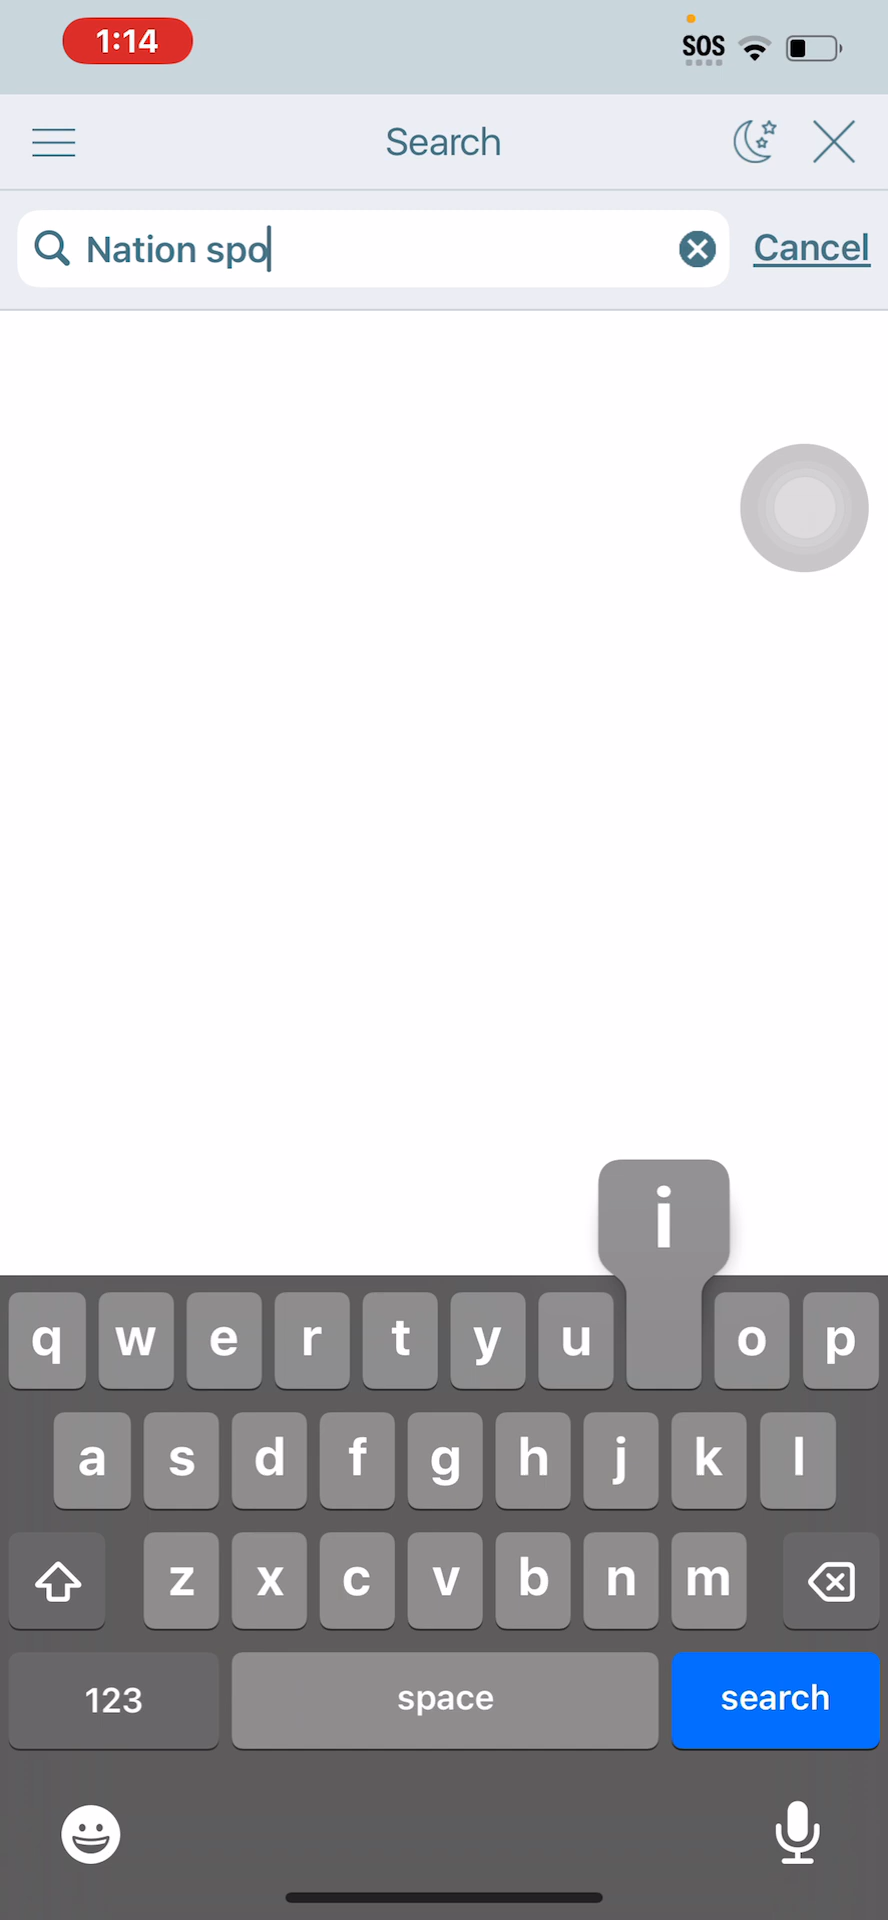 1:14
SOS
Search
Nation spo
Cancel
i
q w e r t y u o p
a s d f g h j k l
z x c v b n m
123 space search